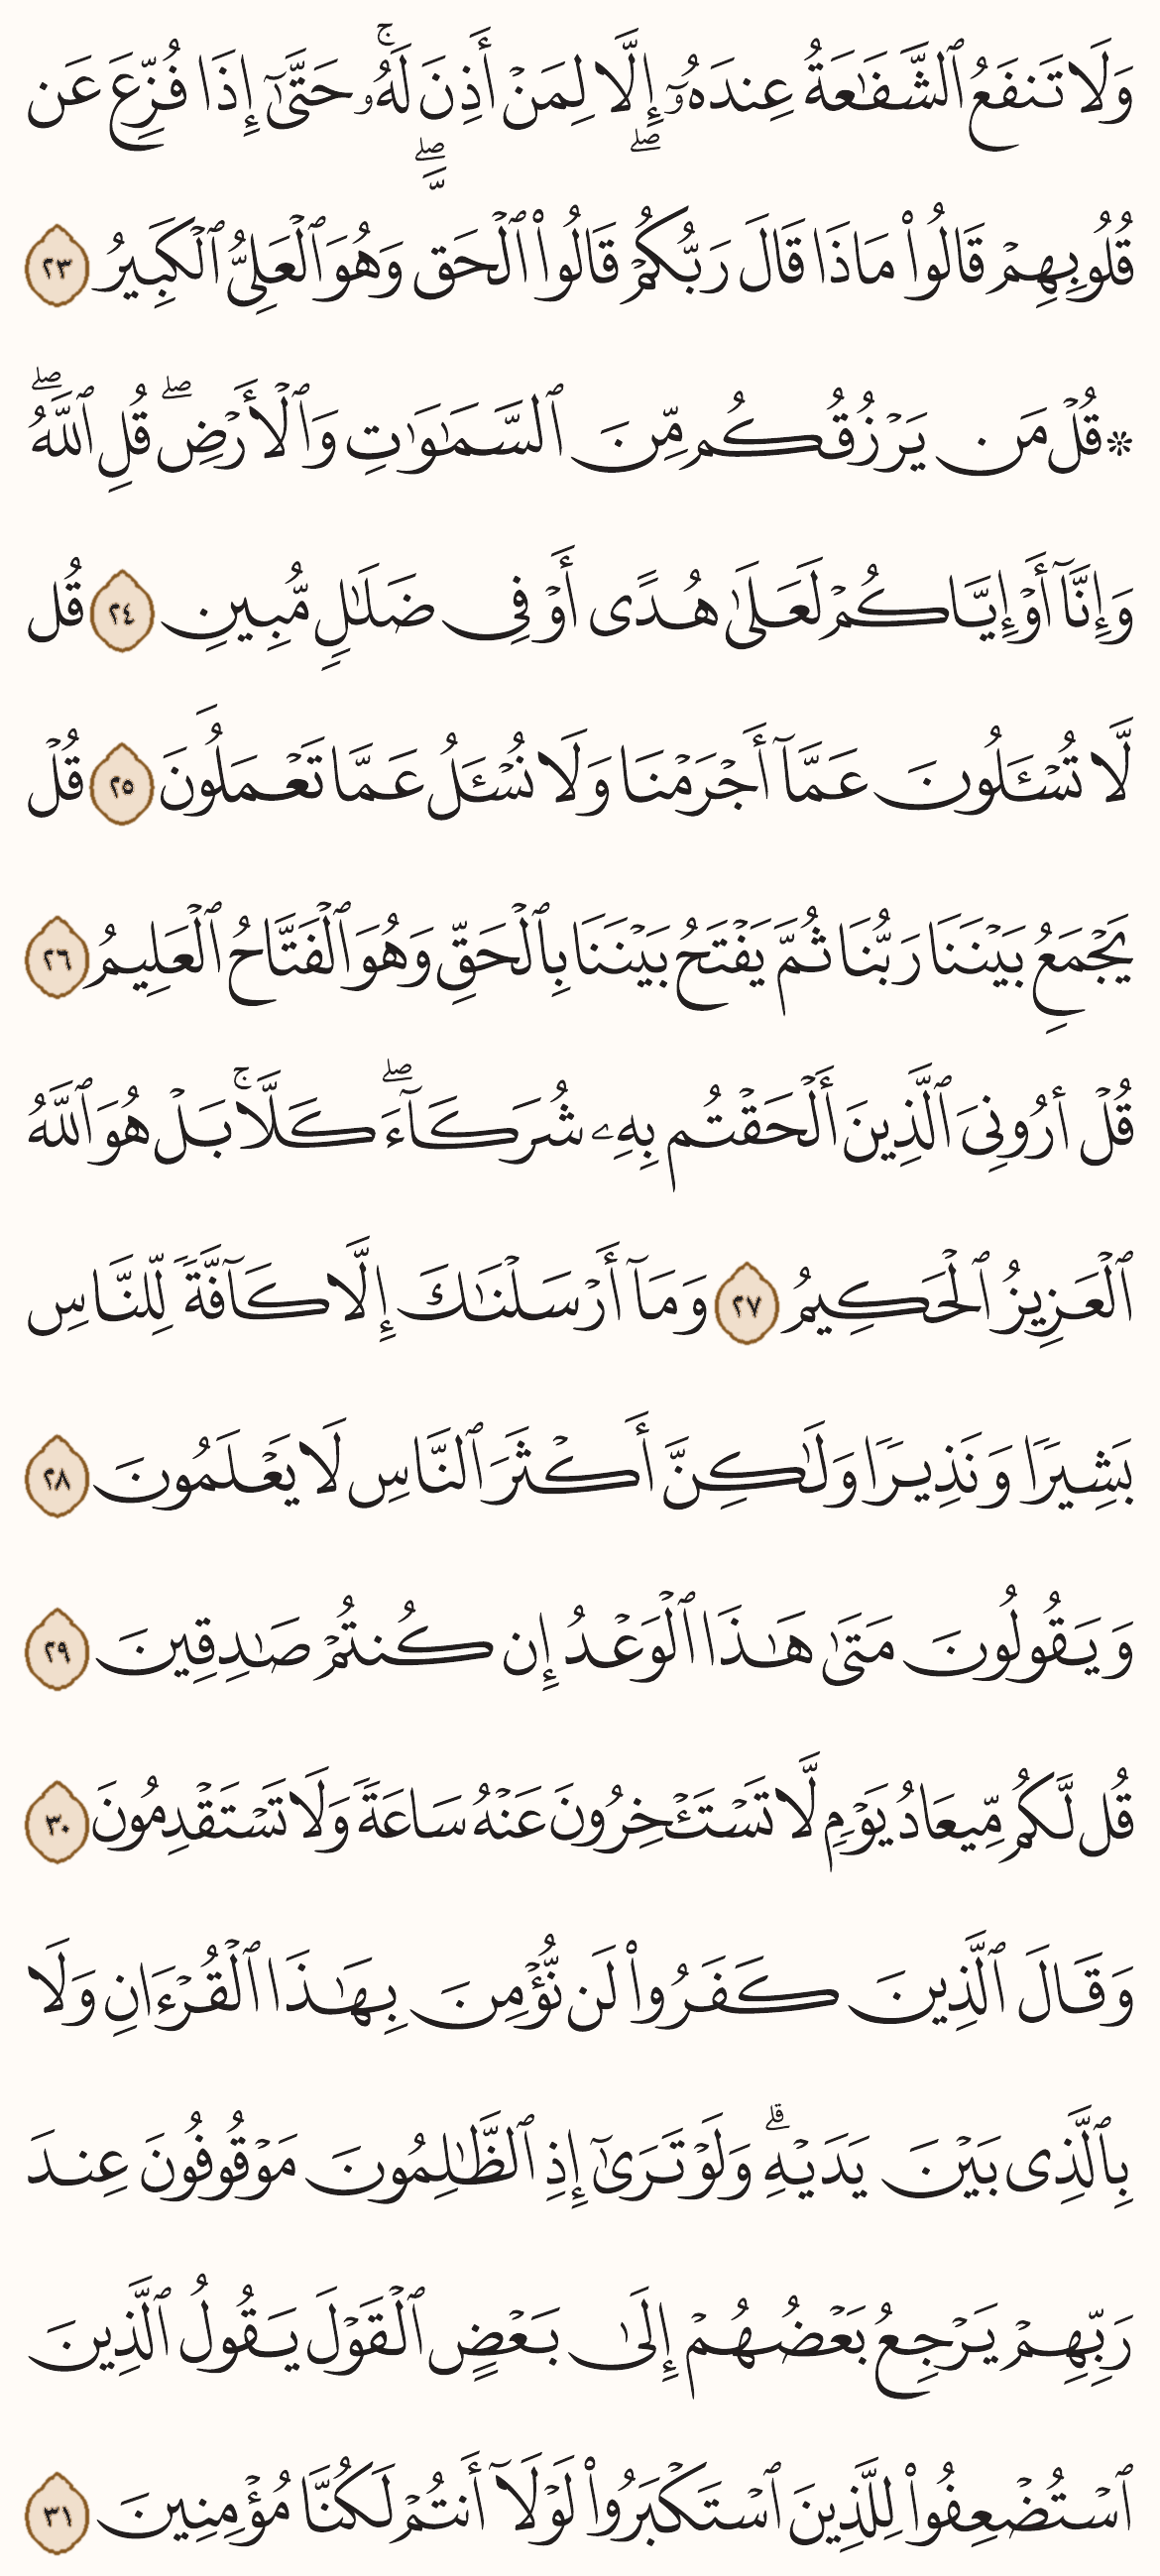 وَلَا تَنفَعُ ٱلشَّفَٰعَةُ عِندَهُۥٓ إِلَّا لِمَنْ أَذِنَ لَهُۥۚ حَتَّىٰٓ إِذَا فُزِّعَ عَن
قُلُوبِهِمْ قَالُوا۟ مَاذَا قَالَ رَبُّكُمْۖ قَالُوا۟ ٱلْحَقَّۖ وَهُوَ ٱلْعَلِىُّ ٱلْكَبِيرُ ٢٣
۞ قُلْ مَن يَرْزُقُكُم مِّنَ ٱلسَّمَٰوَٰتِ وَٱلْأَرْضِۖ قُلِ ٱللَّهُۖ
وَإِنَّآ أَوْ إِيَّاكُمْ لَعَلَىٰ هُدًى أَوْ فِى ضَلَٰلٍ مُّبِينٍ ٢٤ قُل
لَّا تُسْـَٔلُونَ عَمَّآ أَجْرَمْنَا وَلَا نُسْـَٔلُ عَمَّا تَعْمَلُونَ ٢٥ قُلْ
يَجْمَعُ بَيْنَنَا رَبُّنَا ثُمَّ يَفْتَحُ بَيْنَنَا بِٱلْحَقِّ وَهُوَ ٱلْفَتَّاحُ ٱلْعَلِيمُ ٢٦
قُلْ أَرُونِىَ ٱلَّذِينَ أَلْحَقْتُم بِهِۦ شُرَكَآءَۖ كَلَّاۚ بَلْ هُوَ ٱللَّهُ
ٱلْعَزِيزُ ٱلْحَكِيمُ ٢٧ وَمَآ أَرْسَلْنَٰكَ إِلَّا كَآفَّةً لِّلنَّاسِ
بَشِيرًا وَنَذِيرًا وَلَٰكِنَّ أَكْثَرَ ٱلنَّاسِ لَا يَعْلَمُونَ ٢٨
وَيَقُولُونَ مَتَىٰ هَٰذَا ٱلْوَعْدُ إِن كُنتُمْ صَٰدِقِينَ ٢٩
قُل لَّكُم مِّيعَادُ يَوْمٍ لَّا تَسْتَـْٔخِرُونَ عَنْهُ سَاعَةً وَلَا تَسْتَقْدِمُونَ ٣٠
وَقَالَ ٱلَّذِينَ كَفَرُوا۟ لَن نُّؤْمِنَ بِهَٰذَا ٱلْقُرْءَانِ وَلَا
بِٱلَّذِى بَيْنَ يَدَيْهِۗ وَلَوْ تَرَىٰٓ إِذِ ٱلظَّٰلِمُونَ مَوْقُوفُونَ عِندَ
رَبِّهِمْ يَرْجِعُ بَعْضُهُمْ إِلَىٰ بَعْضٍ ٱلْقَوْلَ يَقُولُ ٱلَّذِينَ
ٱسْتُضْعِفُوا۟ لِلَّذِينَ ٱسْتَكْبَرُوا۟ لَوْلَآ أَنتُمْ لَكُنَّا مُؤْمِنِينَ ٣١